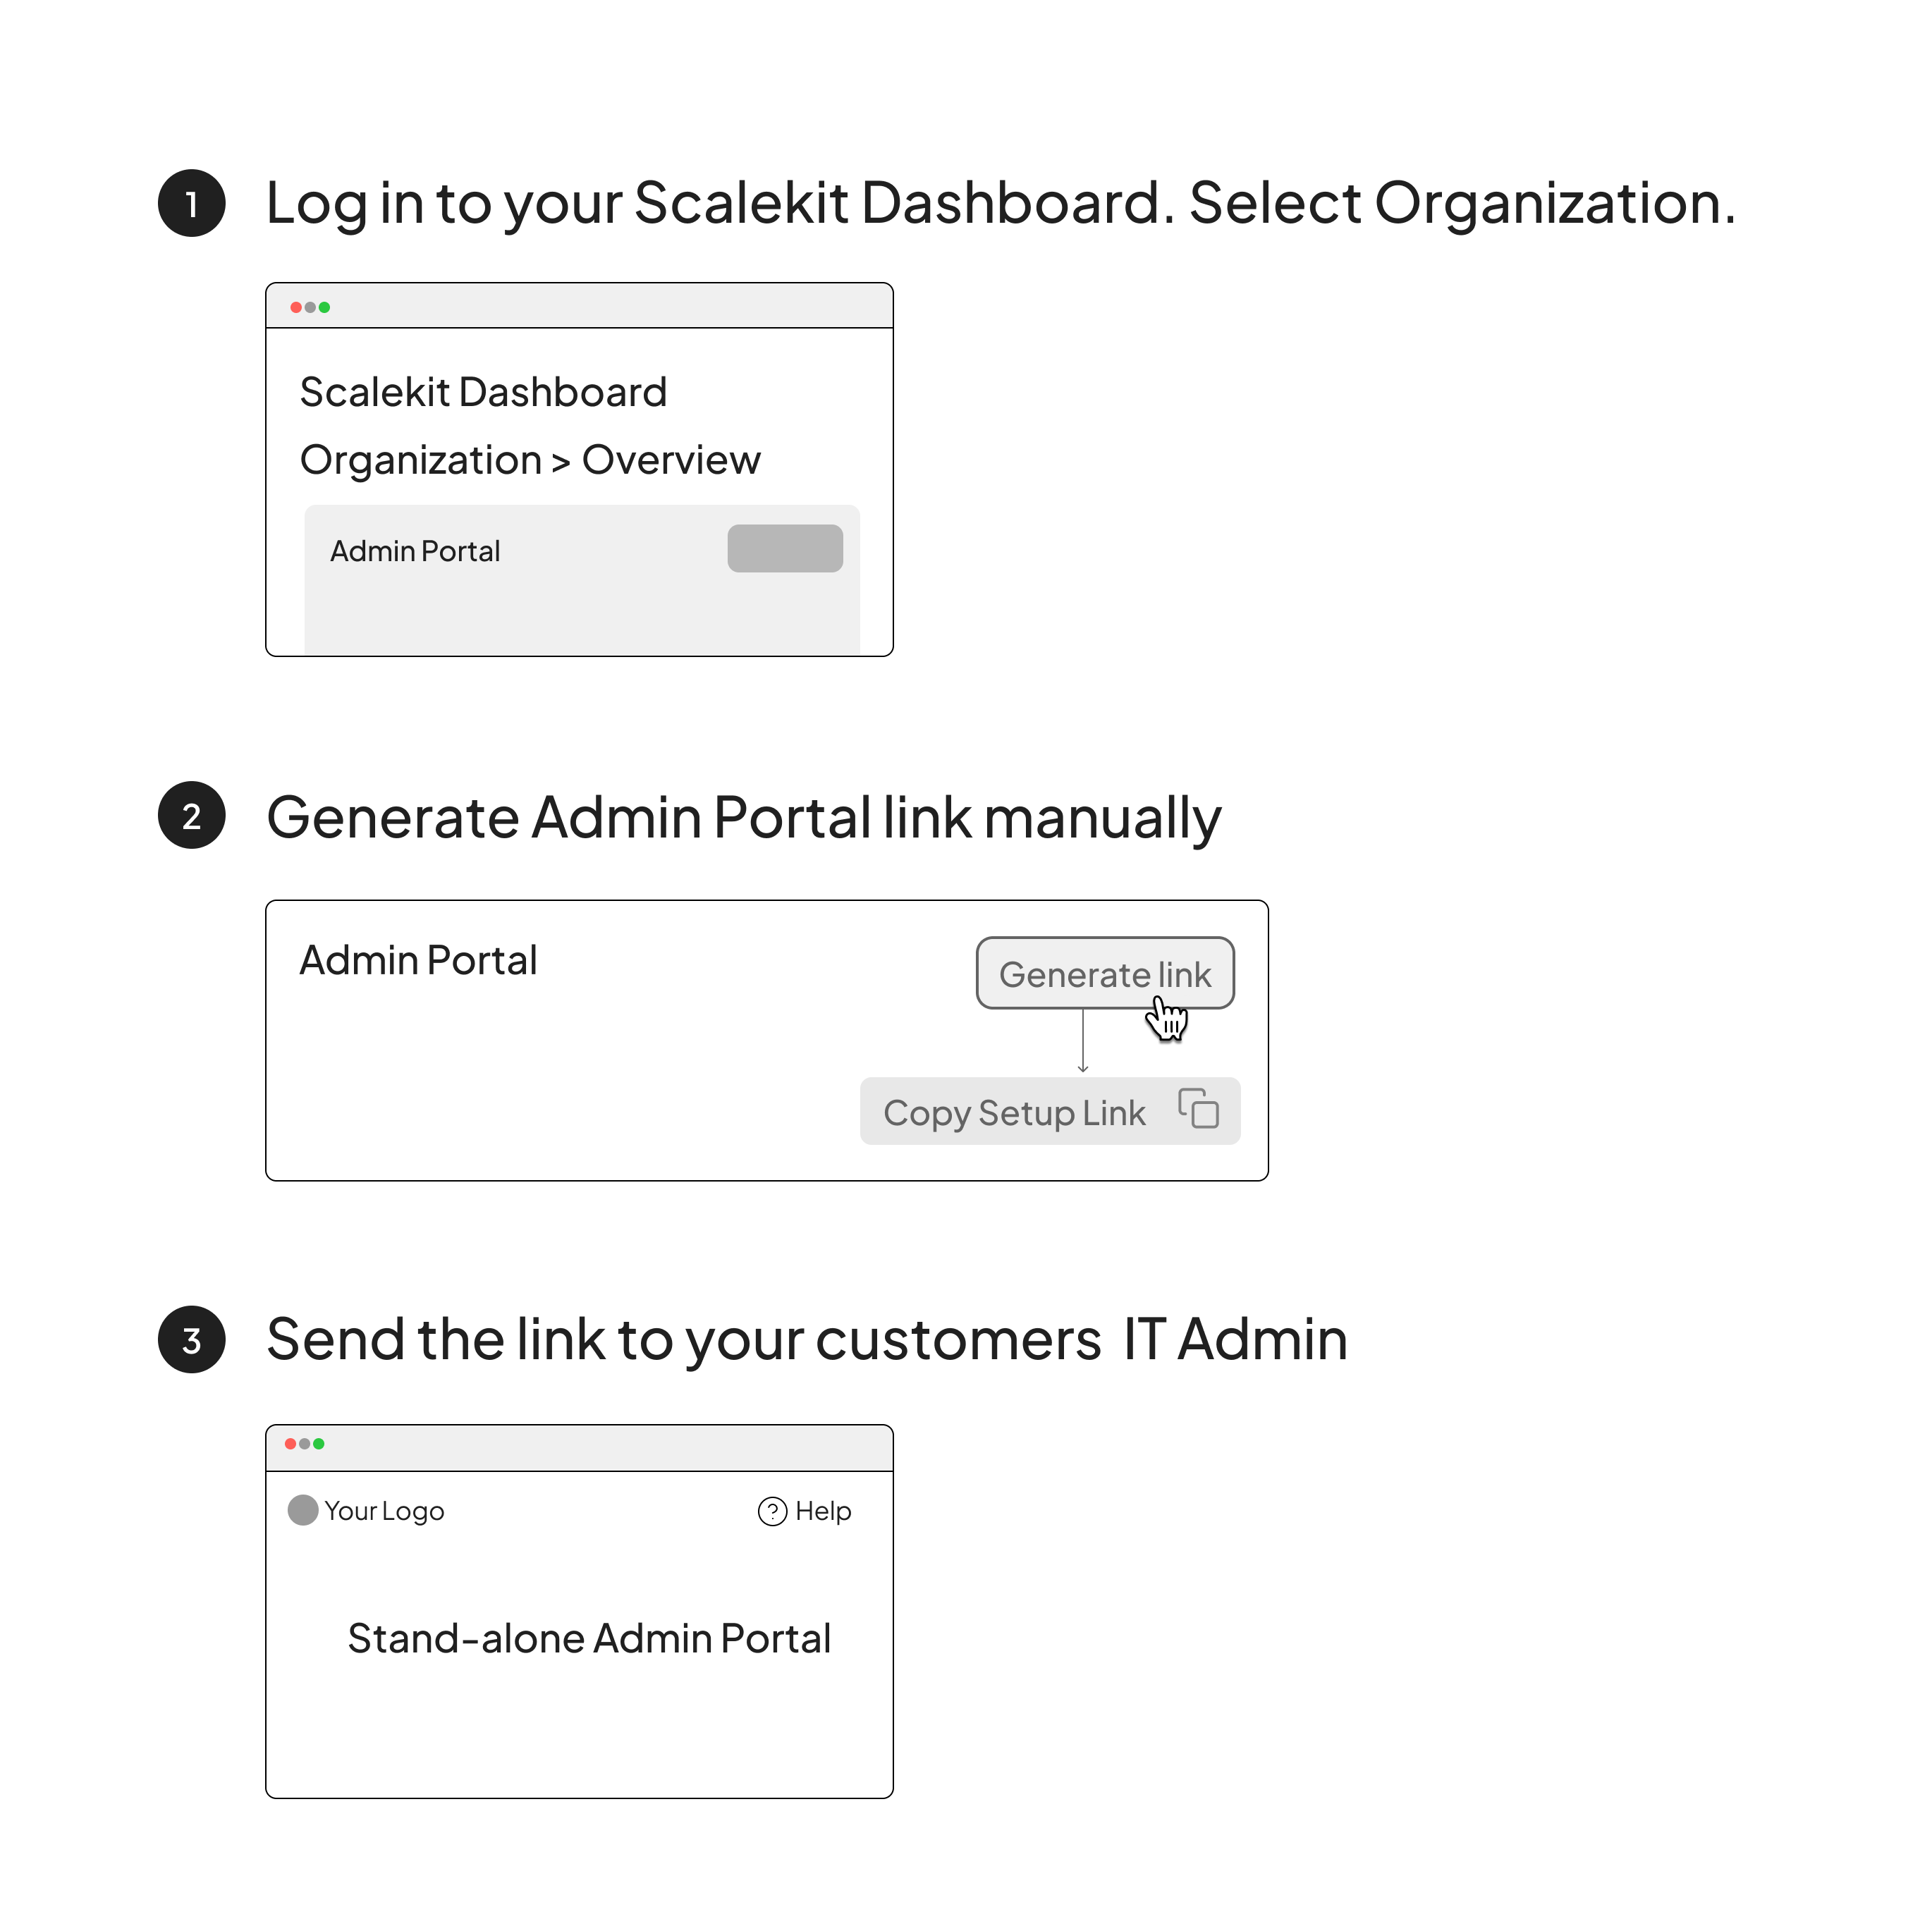 1
Log in to your Scalekit Dashboard. Select Organization.
Scalekit Dashboard
Organization > Overview
Admin Portal
2
Generate Admin Portal link manually
Admin Portal
Generate link
Copy Setup Link
3
Send the link to your customers  IT Admin
Your Logo
? Help
Stand-alone Admin Portal